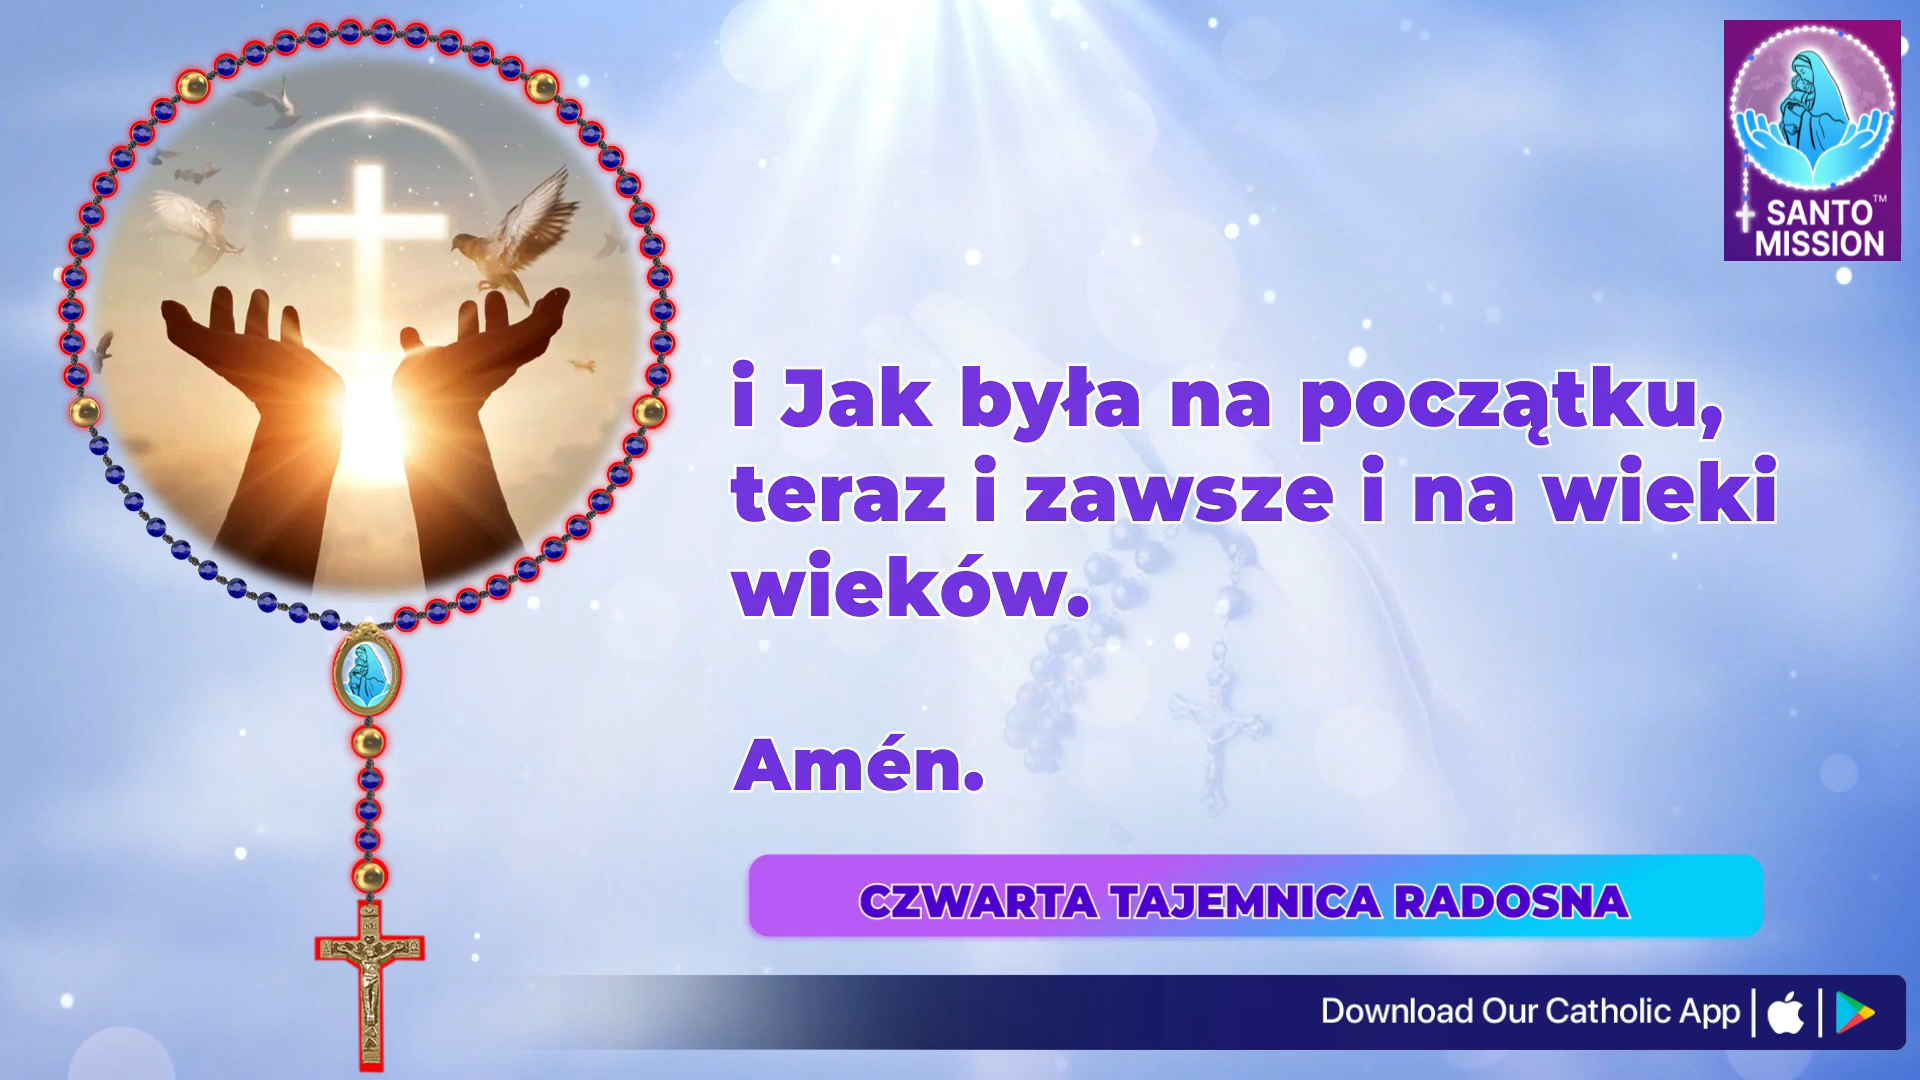 SANTO™
MISSION
i Jak była na początku,
teraz i zawsze i na wieki
wieków.
Amén.
CZWARTA TAJEMNICA RADOSNA
Download Our Catholic App